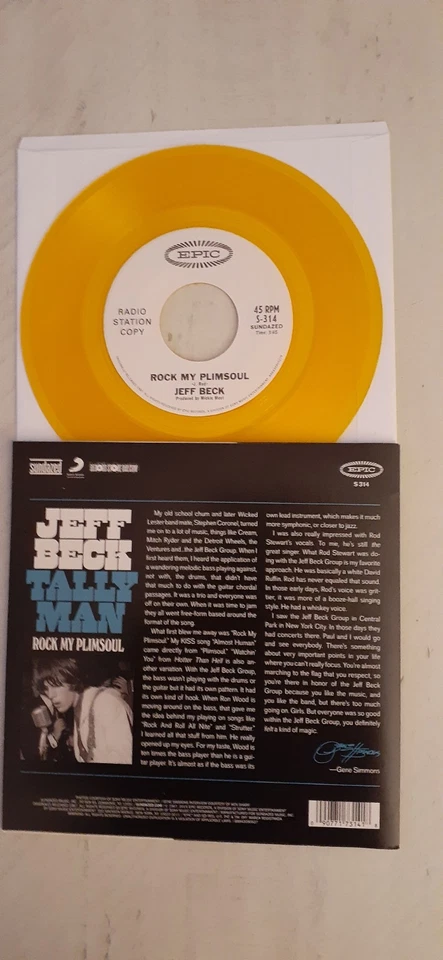 EPIC
RADIO
STATION
COPY
45 RPM
S-314
SUNDAZED
ROCK MY PLIMSOUL
JEFF BECK
Produced by Mickie Most
sundazed
EPIC
S 314
JEFF
BECK
TALLY
MAN
ROCK MY PLIMSOUL
My old school chum and later Wicked
Lester band mate, Stephen Coronel, turned
me on to a lot of music, things like Cream,
Mitch Ryder and the Detroit Wheels, the
Ventures and...the Jeff Beck Group. When I
first heard them, I heard the application of
a wandering melodic bass playing against,
not with, the drums, that didn't have
that much to do with the guitar chordal
passages. It was a trio and everyone was
off on their own. When it was time to jam
they all went free-form based around the
format of the song.
What first blew me away was "Rock My
Plimsoul." My KISS song "Almost Human"
came directly from "Plimsoul." "Watchin'
You" from Hotter Than Hell is also an-
other variation. With the Jeff Beck Group,
the bass wasn't playing with the drums or
the guitar but it had its own pattern. It had
its own kind of hook. When Ron Wood is
moving around on the bass, that gave me
the idea behind my playing on songs like
"Rock And Roll All Nite" and "Strutter."
I learned all that stuff from him. He really
opened up my eyes. For my taste, Wood is
ten times the bass player than he is a gui-
tar player. It's almost as if the bass was its
own lead instrument, which makes it much
more symphonic, or closer to jazz.
I was also really impressed with Rod
Stewart's vocals. To me, he's still the
great singer. What Rod Stewart was do-
ing with the Jeff Beck Group is my favorite
approach. He was basically a white David
Ruffin. Rod has never equaled that sound.
In those early days, Rod's voice was grit-
tier, it was more of a booze-hall singing
style. He had a whiskey voice.
I saw the Jeff Beck Group in Central
Park in New York City. In those days they
had concerts there. Paul and I would go
and see everybody. There's something
about very important points in your life
where you can't really focus. You're almost
marching to the flag that you respect, so
you're there in honor of the Jeff Beck
Group because you like the music, and
you like the band, but there's too much
going on. Girls. But everyone was so good
within the Jeff Beck Group, you definitely
felt a kind of magic.
—Gene Simmons